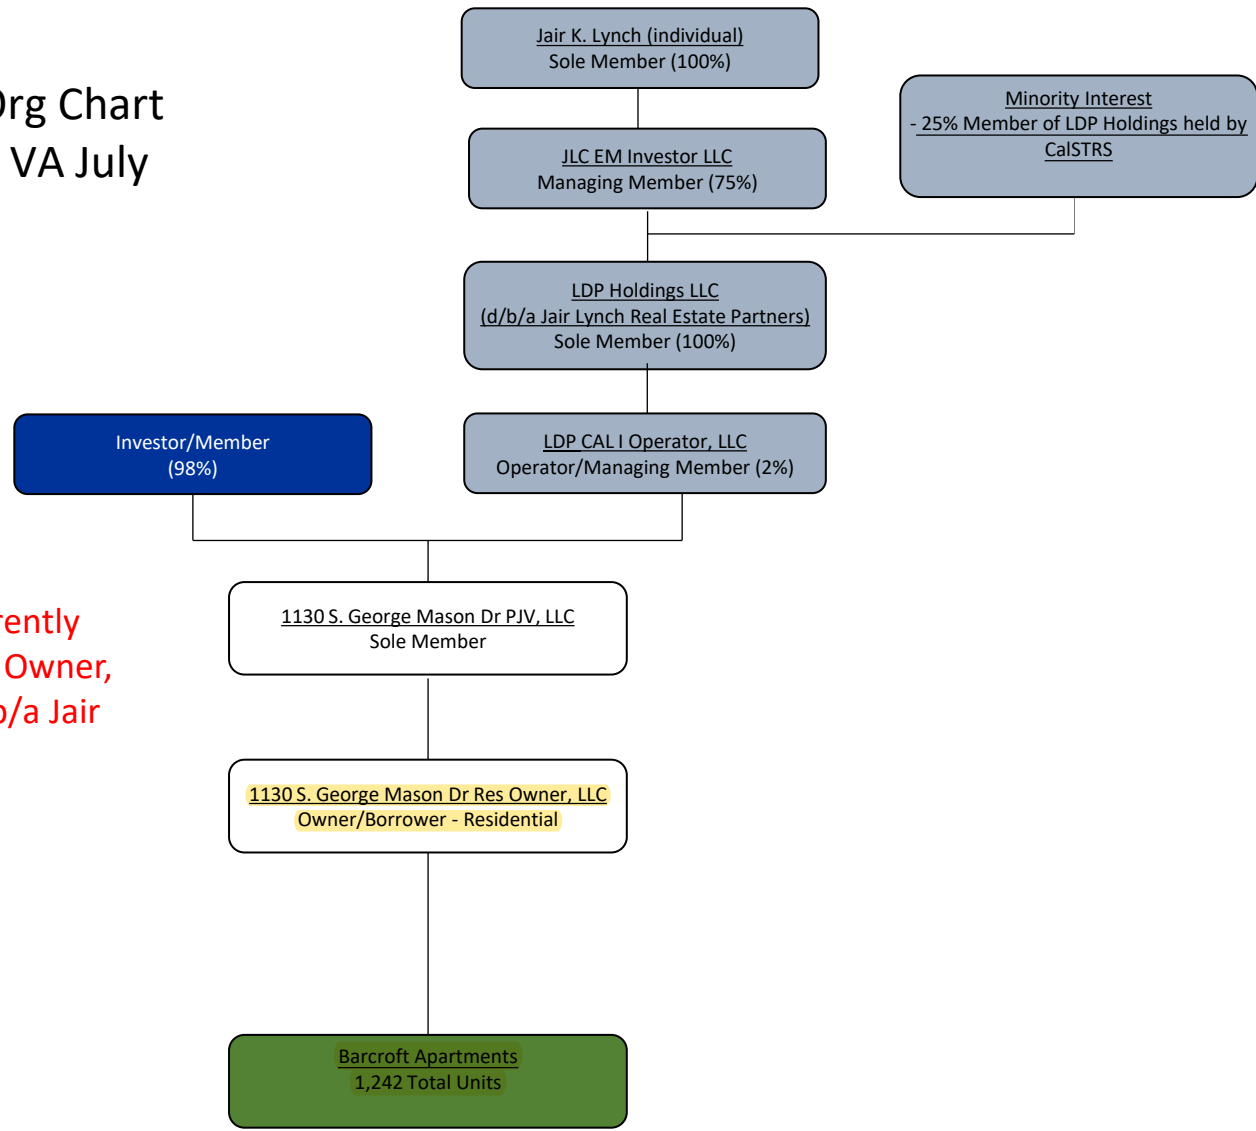 Jair K. Lynch (individual)
Sole Member (100%)
Org Chart
VA July
Minority Interest
- 25% Member of LDP Holdings held by
CalSTRS
JLC EM Investor LLC
Managing Member (75%)
LDP Holdings LLC
(d/b/a Jair Lynch Real Estate Partners)
Sole Member (100%)
Investor/Member
(98%)
LDP CAL I Operator, LLC
Operator/Managing Member (2%)
1130 S. George Mason Dr PJV, LLC
Sole Member
rently
Owner,
b/a Jair
1130 S. George Mason Dr Res Owner, LLC
Owner/Borrower - Residential
Barcroft Apartments
1,242 Total Units